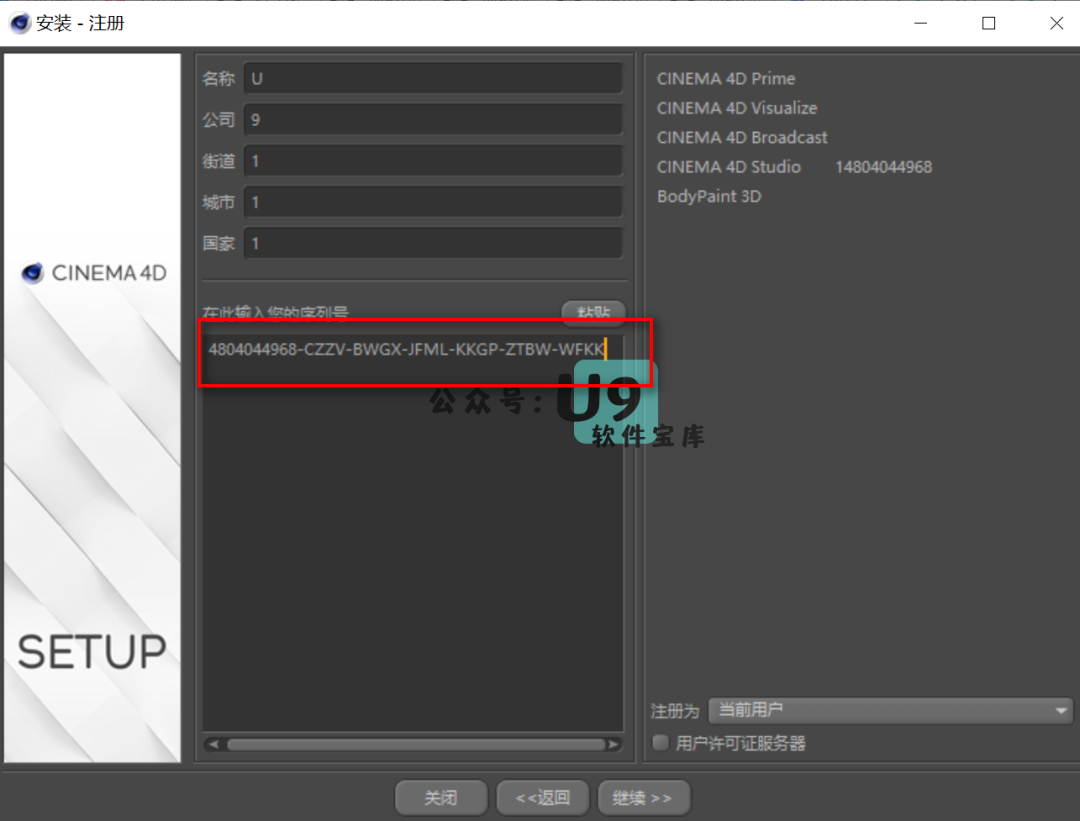 安装 - 注册
名称 U
公司 9
街道 1
城市 1
国家 1
在此输入您的序列号 粘贴
4804044968-CZZV-BWGX-JFML-KKGP-ZTBW-WFKK
公众号：U9
软件宝库
CINEMA 4D
SETUP
CINEMA 4D Prime
CINEMA 4D Visualize
CINEMA 4D Broadcast
CINEMA 4D Studio 14804044968
BodyPaint 3D
注册为 当前用户
用户许可证服务器
关闭 <<返回 继续 >>